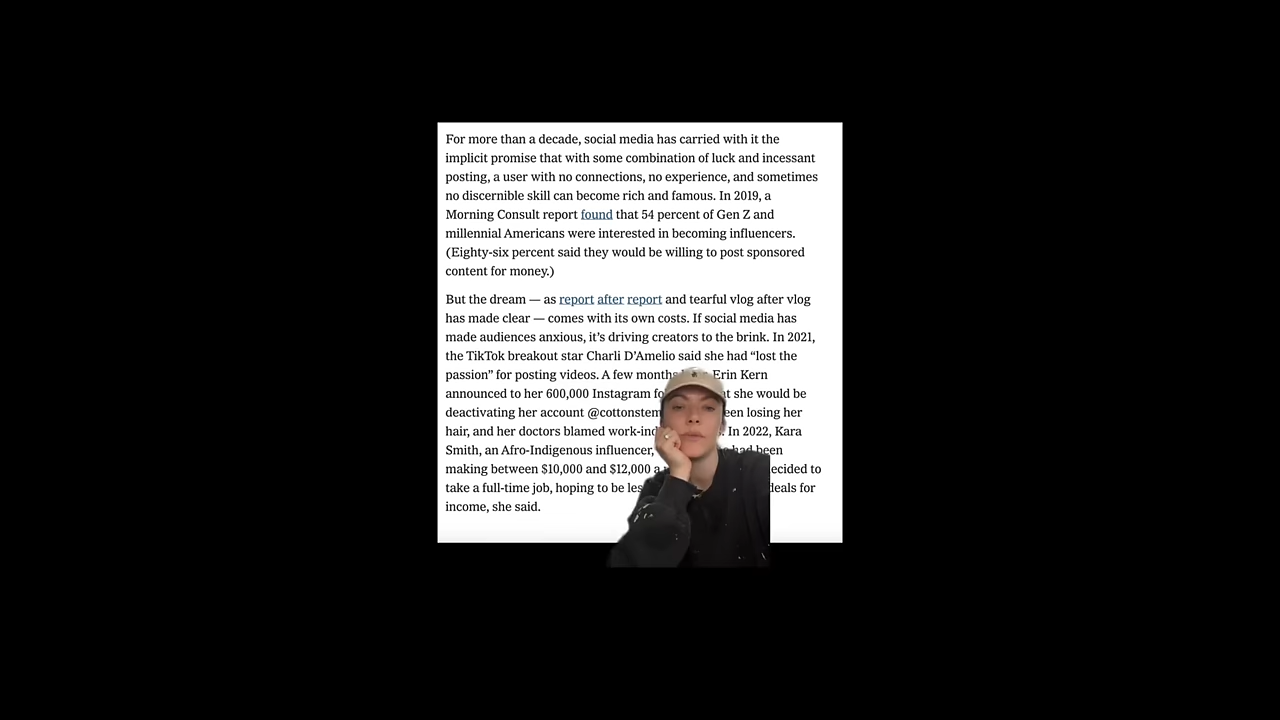 For more than a decade, social media has carried with it the
implicit promise that with some combination of luck and incessant
posting, a user with no connections, no experience, and sometimes
no discernible skill can become rich and famous. In 2019, a
Morning Consult report found that 54 percent of Gen Z and
millennial Americans were interested in becoming influencers.
(Eighty-six percent said they would be willing to post sponsored
content for money.)
But the dream — as report after report and tearful vlog after vlog
has made clear — comes with its own costs. If social media has
made audiences anxious, it’s driving creators to the brink. In 2021,
the TikTok breakout star Charli D’Amelio said she had “lost the
passion” for posting videos. A few months Erin Kern
announced to her 600,000 Instagram she would be
deactivating her account losing her
hair, and her doctors blamed In 2022, Kara
Smith, an Afro-Indigenous influencer, had been
making between $10,000 and $12,000 a
take a full-time job, hoping to be deals for
income, she said.